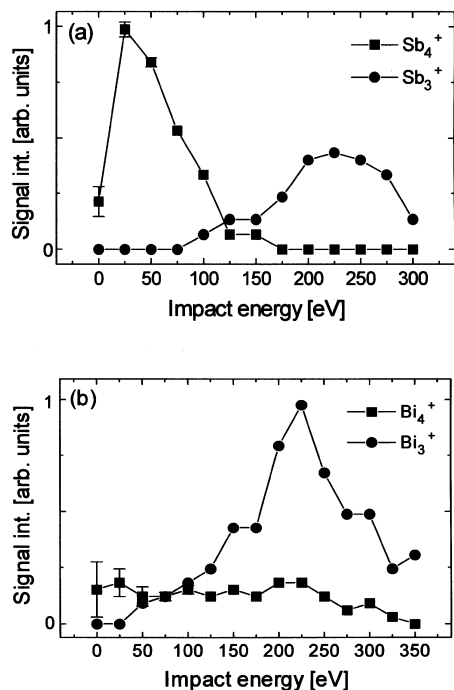 (a)
Sb₄⁺
Sb₃⁺
1
0
Signal int. [arb. units]
0 50 100 150 200 250 300
Impact energy [eV]
(b)
Bi₄⁺
Bi₃⁺
1
0
Signal int. [arb. units]
0 50 100 150 200 250 300 350
Impact energy [eV]